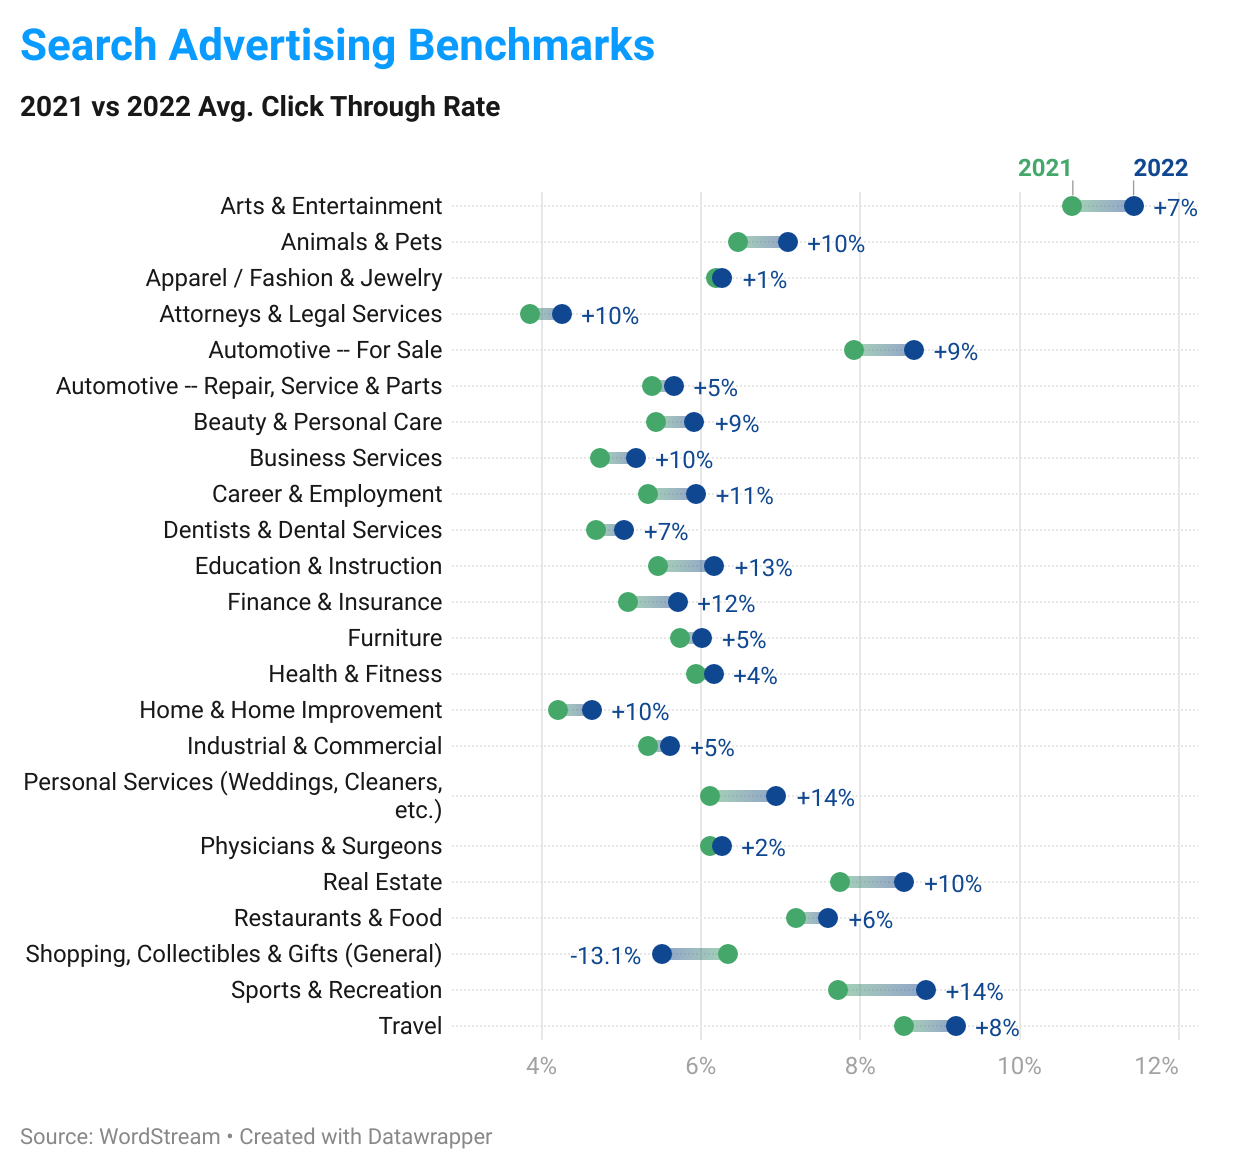 Search Advertising Benchmarks
2021 vs 2022 Avg. Click Through Rate
2021 2022
Arts & Entertainment +7%
Animals & Pets +10%
Apparel / Fashion & Jewelry +1%
Attorneys & Legal Services +10%
Automotive -- For Sale +9%
Automotive -- Repair, Service & Parts +5%
Beauty & Personal Care +9%
Business Services +10%
Career & Employment +11%
Dentists & Dental Services +7%
Education & Instruction +13%
Finance & Insurance +12%
Furniture +5%
Health & Fitness +4%
Home & Home Improvement +10%
Industrial & Commercial +5%
Personal Services (Weddings, Cleaners,
etc.) +14%
Physicians & Surgeons +2%
Real Estate +10%
Restaurants & Food +6%
Shopping, Collectibles & Gifts (General) -13.1%
Sports & Recreation +14%
Travel +8%
4% 6% 8% 10% 12%
Source: WordStream • Created with Datawrapper